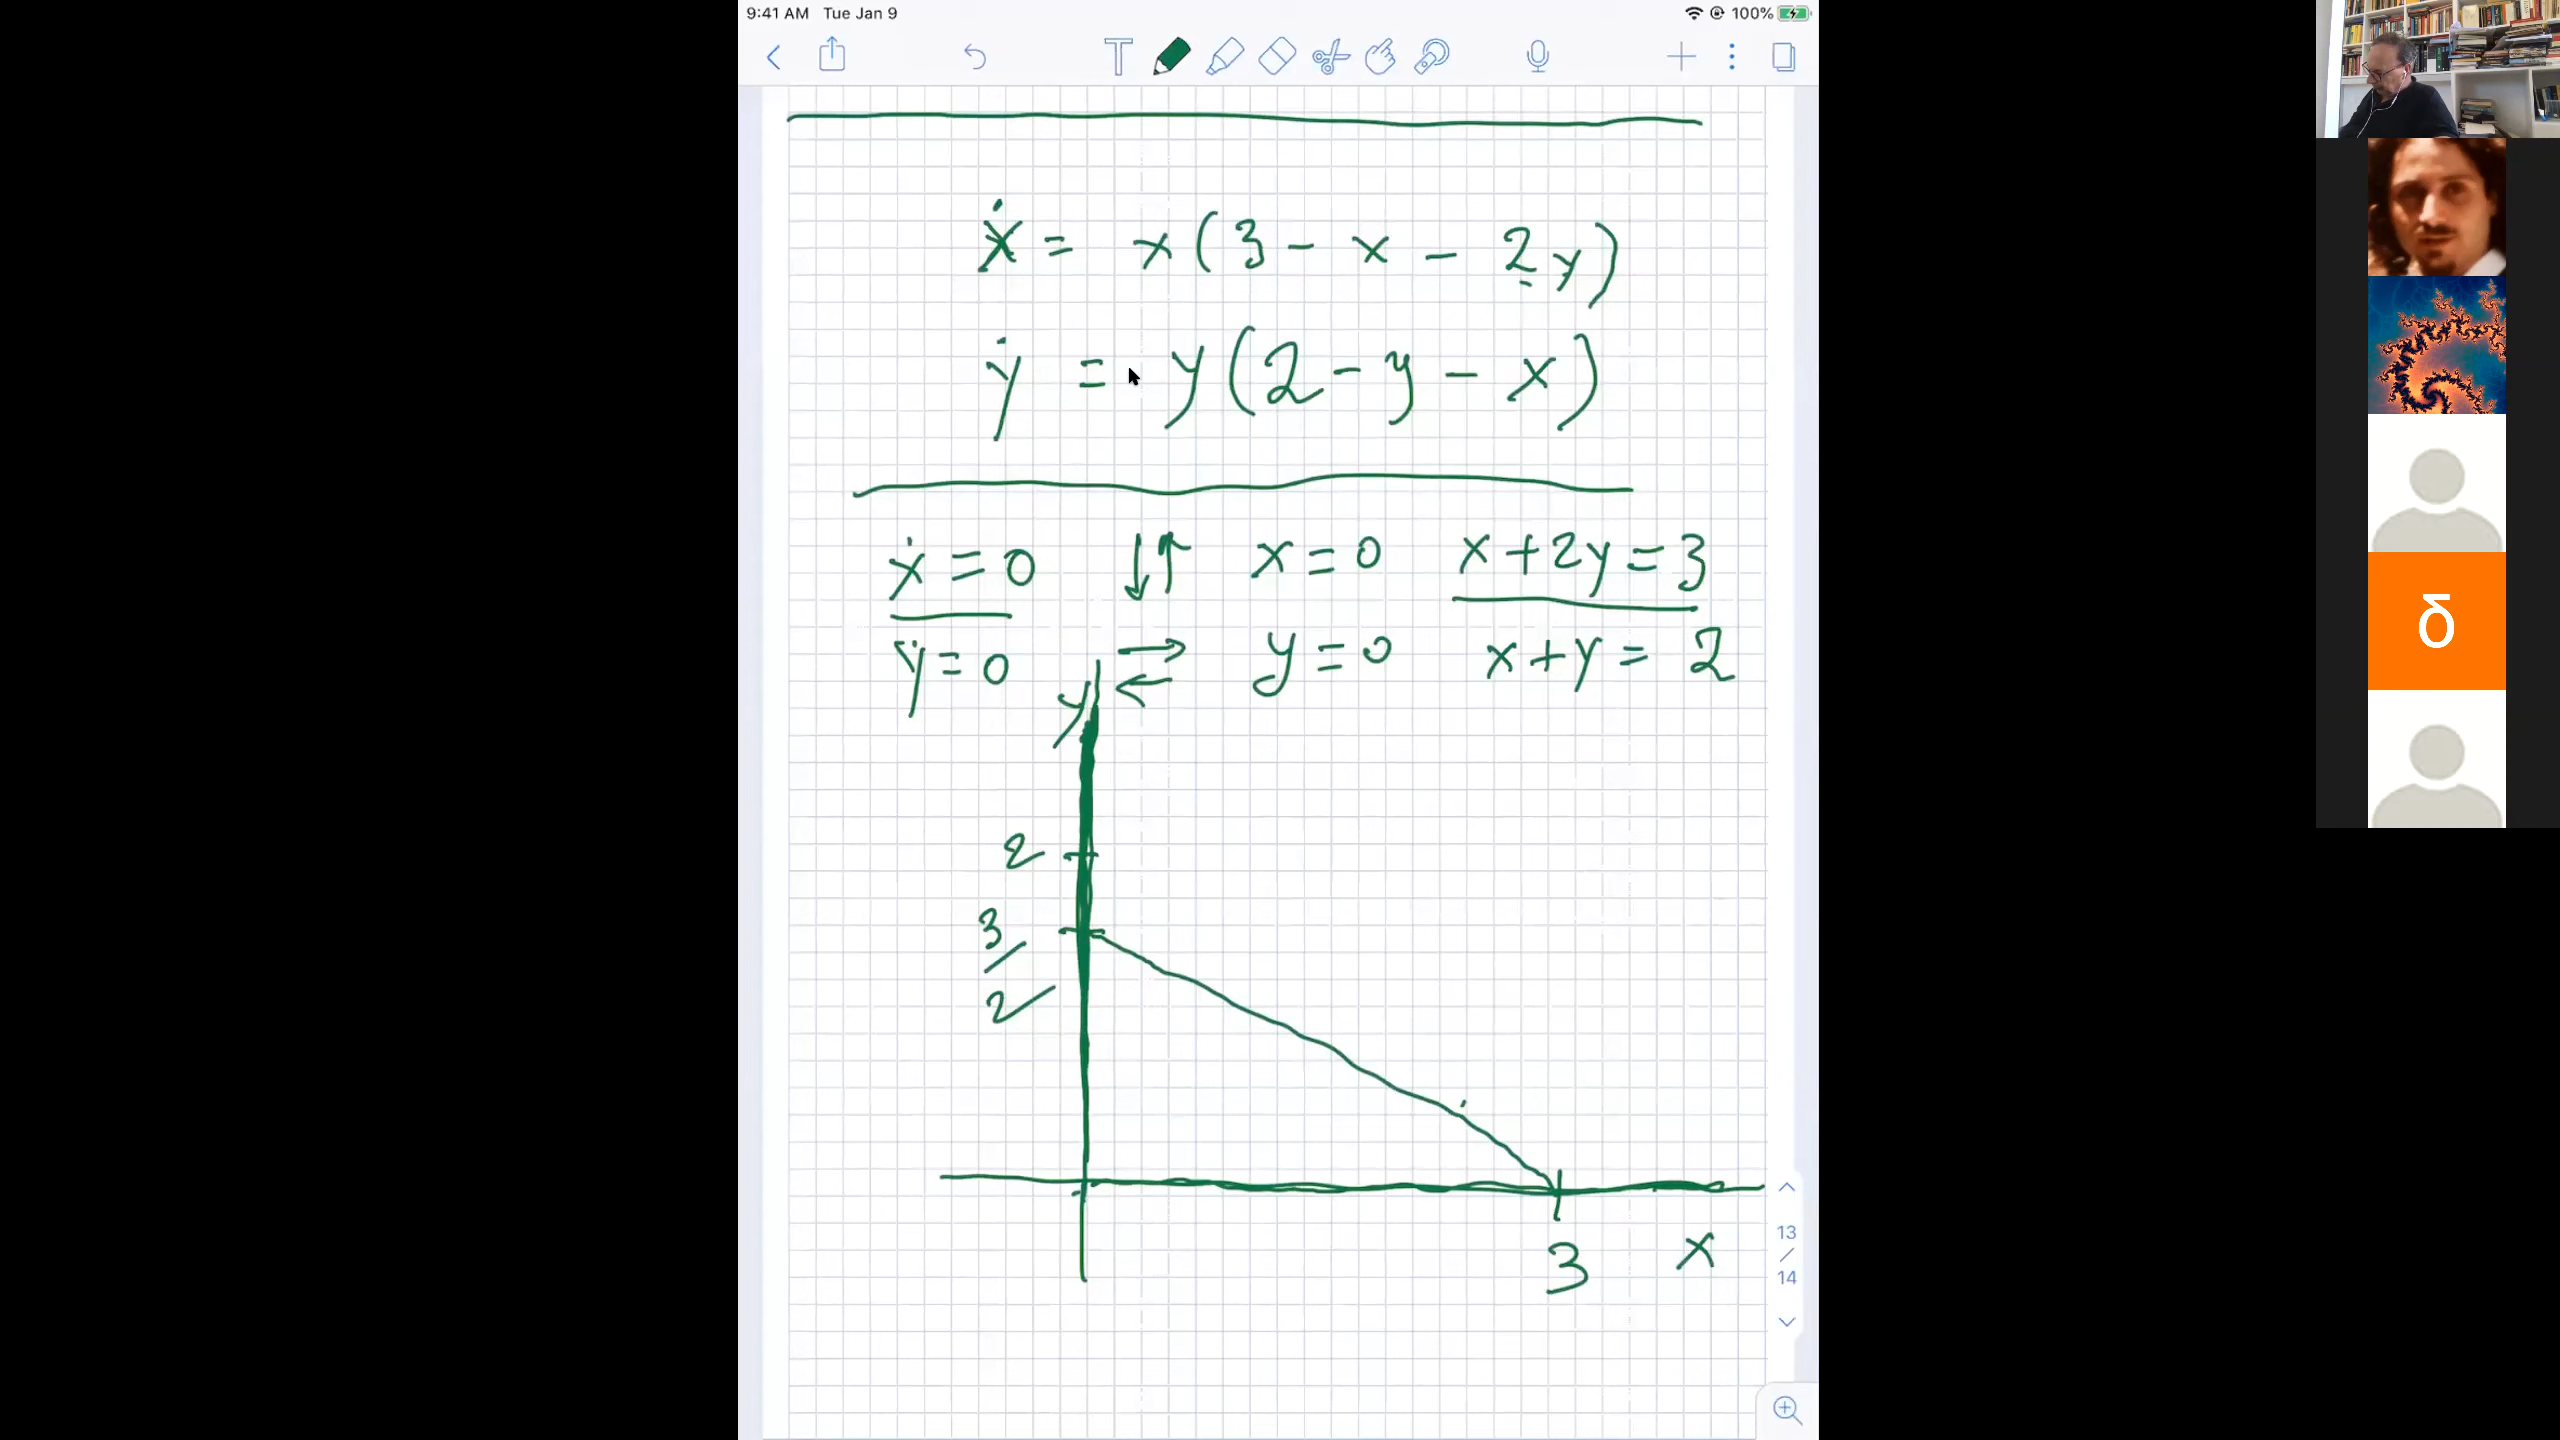 9:41 AM Tue Jan 9 100%
ẋ = x(3 - x - 2y)
ẏ = y(2 - y - x)
ẋ = 0 ↓↑ x = 0 x + 2y = 3
ẏ = 0 ⇄ y = 0 x + y = 2
y
2
3/2
3 x
13
/
14
δ